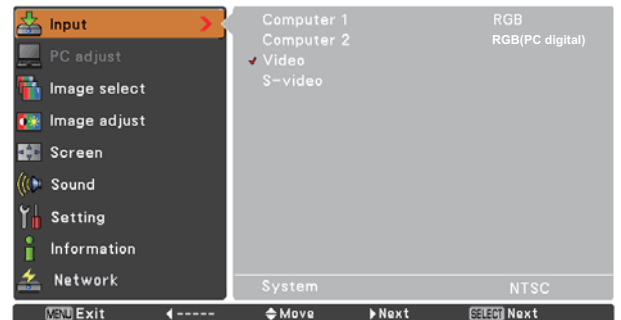 Input
PC adjust
Image select
Image adjust
Screen
Sound
Setting
Information
Network
Computer 1 RGB
Computer 2 RGB(PC digital)
Video
S-video
System NTSC
MENU Exit ----- Move Next SELECT Next